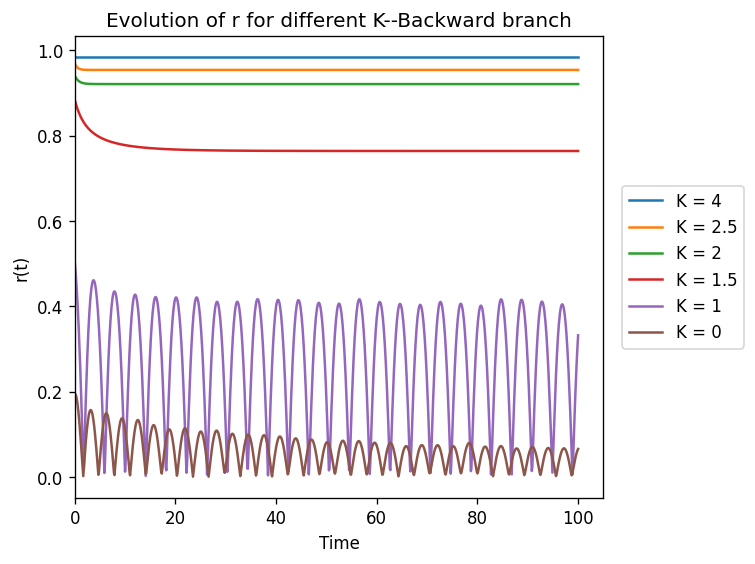 Evolution of r for different K--Backward branch
1.0
0.8
0.6
0.4
0.2
0.0
r(t)
0 20 40 60 80 100
Time
K = 4
K = 2.5
K = 2
K = 1.5
K = 1
K = 0